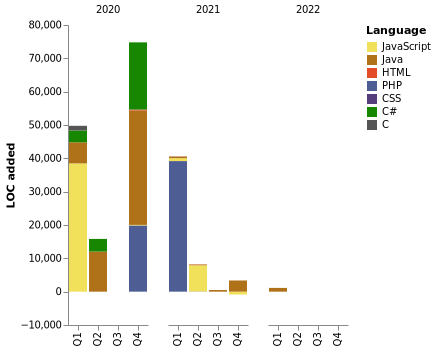 2020 2021 2022
LOC added
80,000
70,000
60,000
50,000
40,000
30,000
20,000
10,000
0
−10,000
Q1 Q2 Q3 Q4 Q1 Q2 Q3 Q4 Q1 Q2 Q3 Q4
Language
JavaScript
Java
HTML
PHP
CSS
C#
C